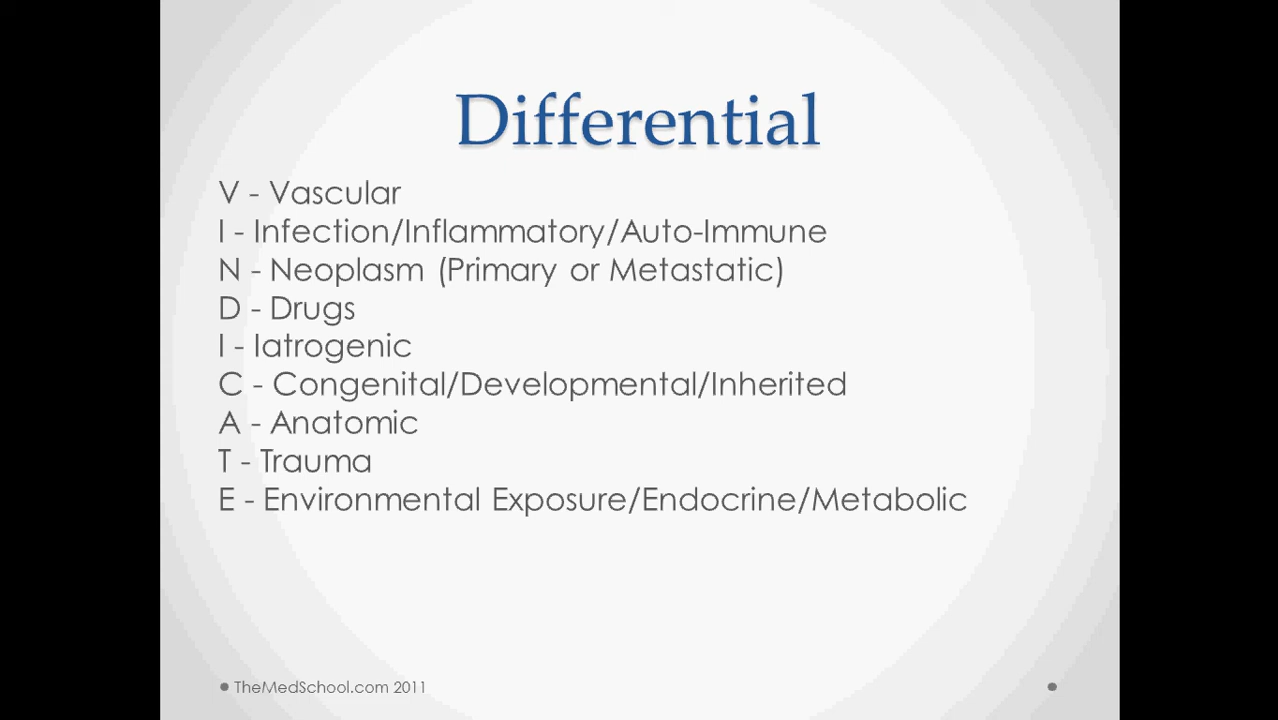 Differential
V - Vascular
I - Infection/Inflammatory/Auto-Immune
N - Neoplasm (Primary or Metastatic)
D - Drugs
I - Iatrogenic
C - Congenital/Developmental/Inherited
A - Anatomic
T - Trauma
E - Environmental Exposure/Endocrine/Metabolic
TheMedSchool.com 2011